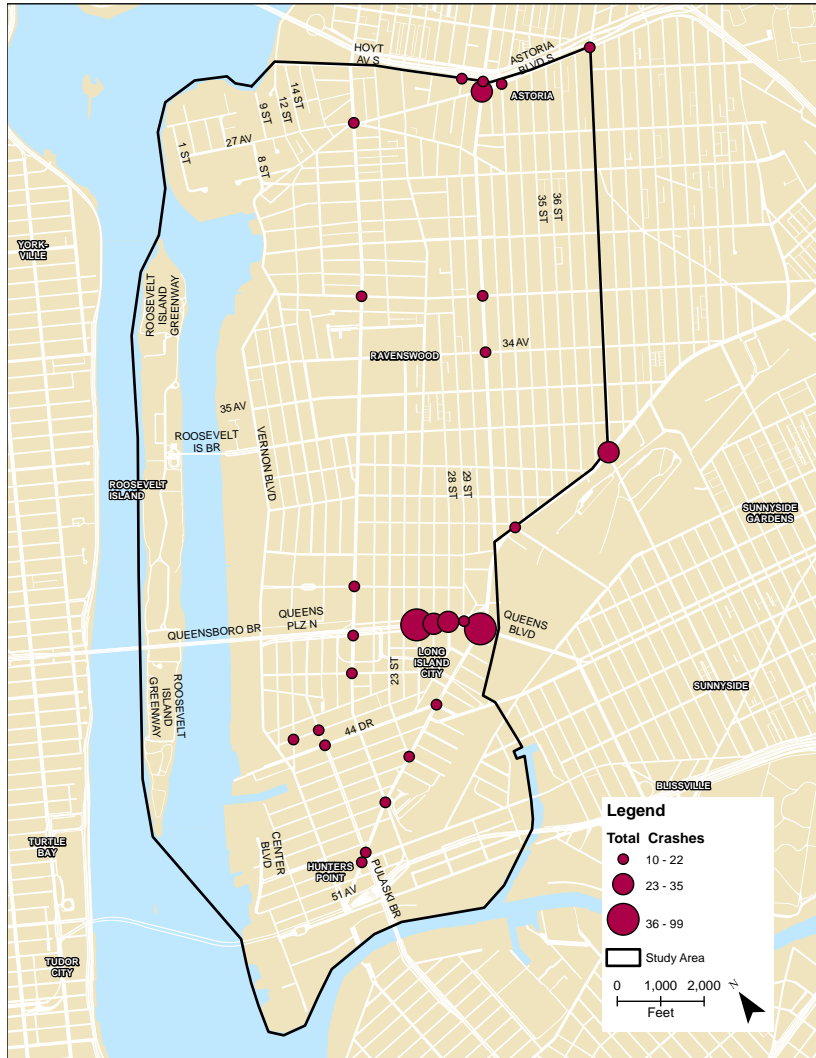 HOYT
AV S
ASTORIA
BLVD S
ASTORIA
14 ST
12 ST
9 ST
27 AV
1 ST
8 ST
36 ST
35 ST
YORK-
VILLE
ROOSEVELT
ISLAND
GREENWAY
RAVENSWOOD
34 AV
35 AV
ROOSEVELT
IS BR
VERNON BLVD
28 ST
29 ST
ROOSEVELT
ISLAND
SUNNYSIDE
GARDENS
QUEENS
PLZ N
QUEENSBORO BR
QUEENS
BLVD
LONG
ISLAND
CITY
23 ST
ROOSEVELT
ISLAND
GREENWAY
SUNNYSIDE
44 DR
BLISSVILLE
TURTLE
BAY
CENTER
BLVD
HUNTERS
POINT
51 AV
PULASKI BR
TUDOR
CITY
Legend
Total Crashes
10 - 22
23 - 35
36 - 99
Study Area
0 1,000 2,000
Feet
N